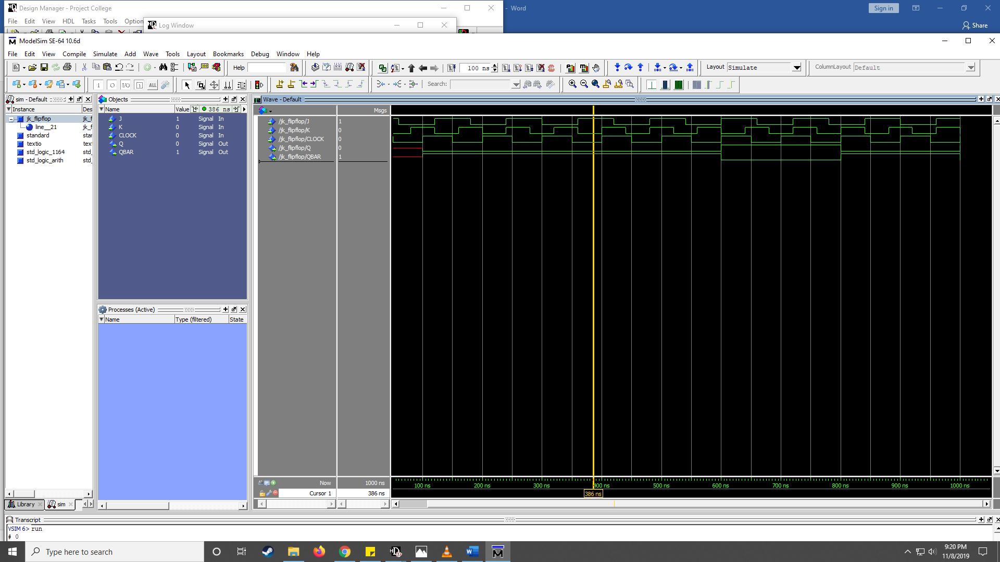 Design Manager - Project College
- Word
Sign in
File Edit View HDL Tasks Tools Option
Log Window
Share
ModelSim SE-64 10.6d
File Edit View Compile Simulate Add Wave Tools Layout Bookmarks Debug Window Help
Help
100 ns
Layout Simulate
ColumnLayout Default
ALL
Search:
sim - Default
Objects
Wave - Default
Instance Des
Name Value 386 ns
Msgs
jk_flipflop jk_f
line__21 jk_f
standard star
textio text
std_logic_1164 std_
std_logic_arith std_
J 1 Signal In
K 0 Signal In
CLOCK 0 Signal In
Q 0 Signal Out
QBAR 1 Signal Out
/jk_flipflop/J 1
/jk_flipflop/K 0
/jk_flipflop/CLOCK 0
/jk_flipflop/Q 0
/jk_flipflop/QBAR 1
Processes (Active)
Name Type (filtered) State
Now 1000 ns
100 ns 200 ns 300 ns 400 ns 500 ns 600 ns 700 ns 800 ns 900 ns 1000 ns
Cursor 1 386 ns
386 ns
Library sim
Transcript
VSIM 6> run
# 0
Type here to search
9:20 PM
11/8/2019